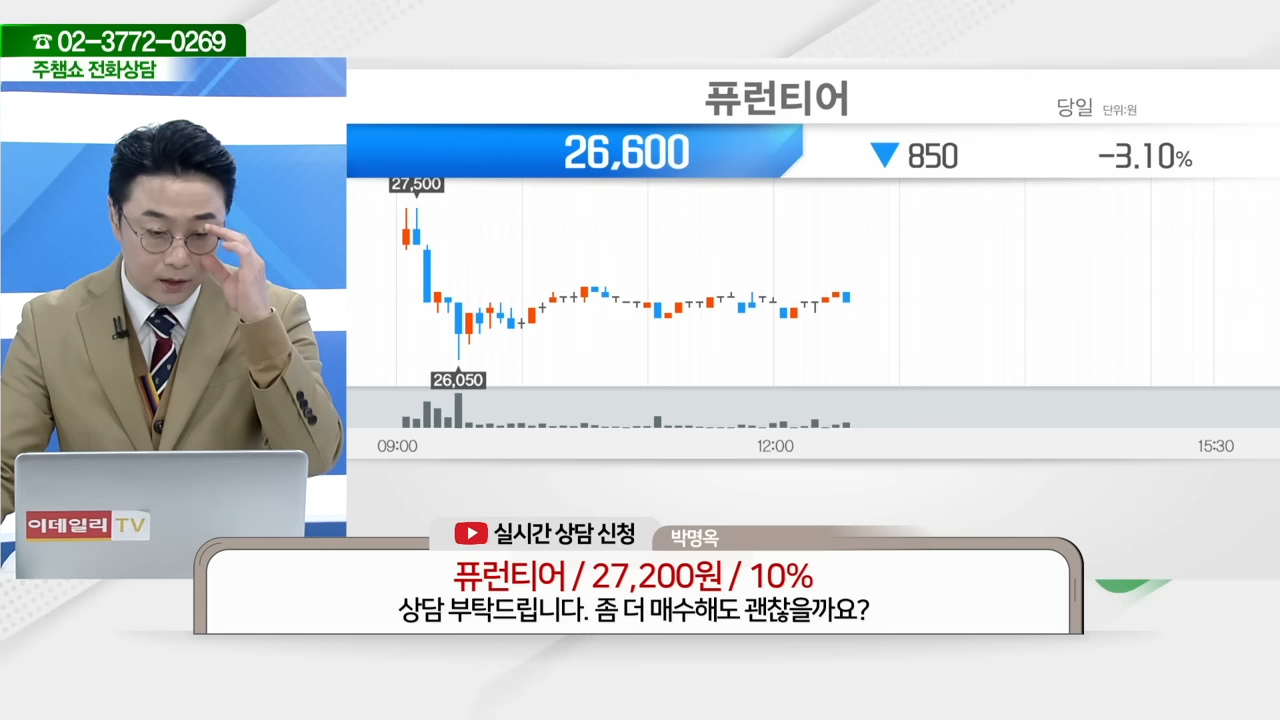 ☎ 02-3772-0269
주챔쇼 전화상담
퓨런티어
당일 단위:원
26,600 ▼ 850 -3.10%
27,500
26,050
09:00 12:00 15:30
이데일리 TV
실시간 상담 신청 박명옥
퓨런티어 / 27,200원 / 10%
상담 부탁드립니다. 좀 더 매수해도 괜찮을까요?